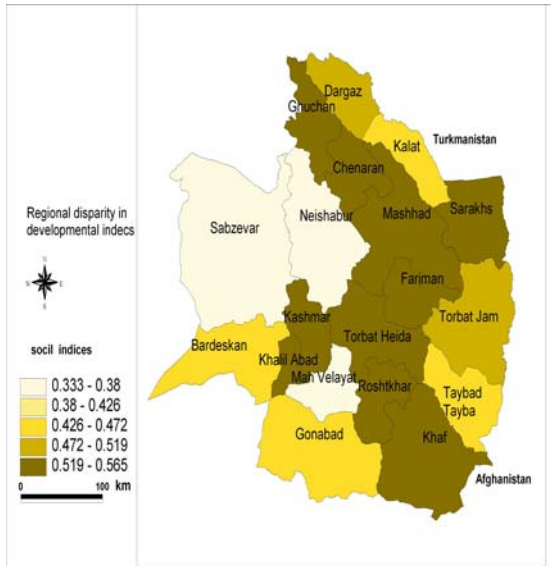 Dargaz
Ghuchan
Kalat
Turkmanistan
Chenaran
Sarakhs
Mashhad
Neishabur
Sabzevar
Regional disparity in
developmental indecs
N
W
E
S
Fariman
Kashmar
Torbat Jam
Torbat Heida
Bardeskan
Khalil Abad
Mah Velayat
Roshtkhar
Taybad
Tayba
Gonabad
Khaf
Afghanistan
socil indices
0.333 - 0.38
0.38 - 0.426
0.426 - 0.472
0.472 - 0.519
0.519 - 0.565
0 100 km